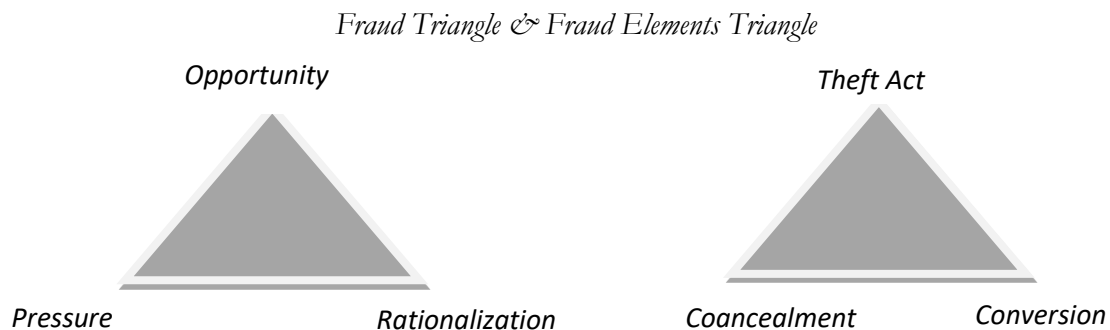 Fraud Triangle & Fraud Elements Triangle
Opportunity
Theft Act
Pressure
Rationalization
Coancealment
Conversion